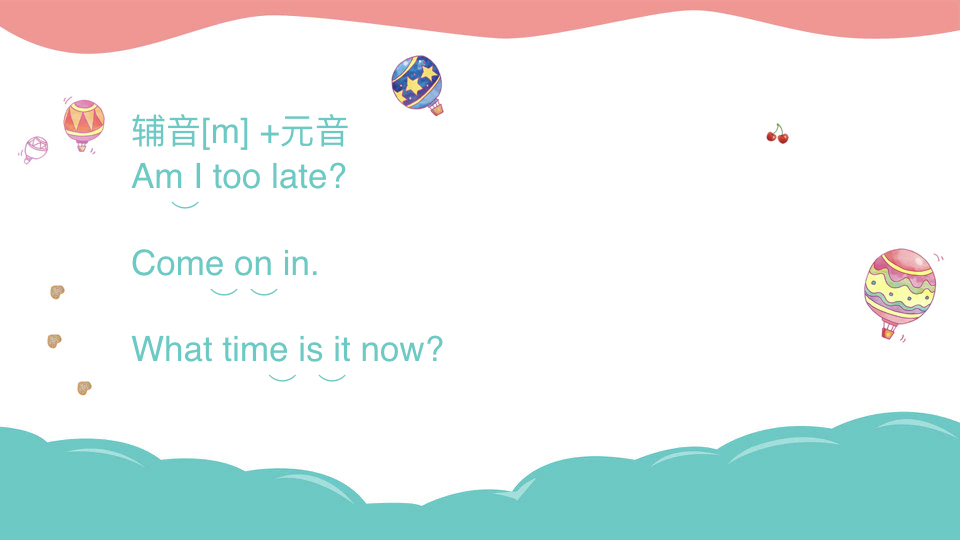 辅音[m] +元音
Am I too late?
Come on in.
What time is it now?